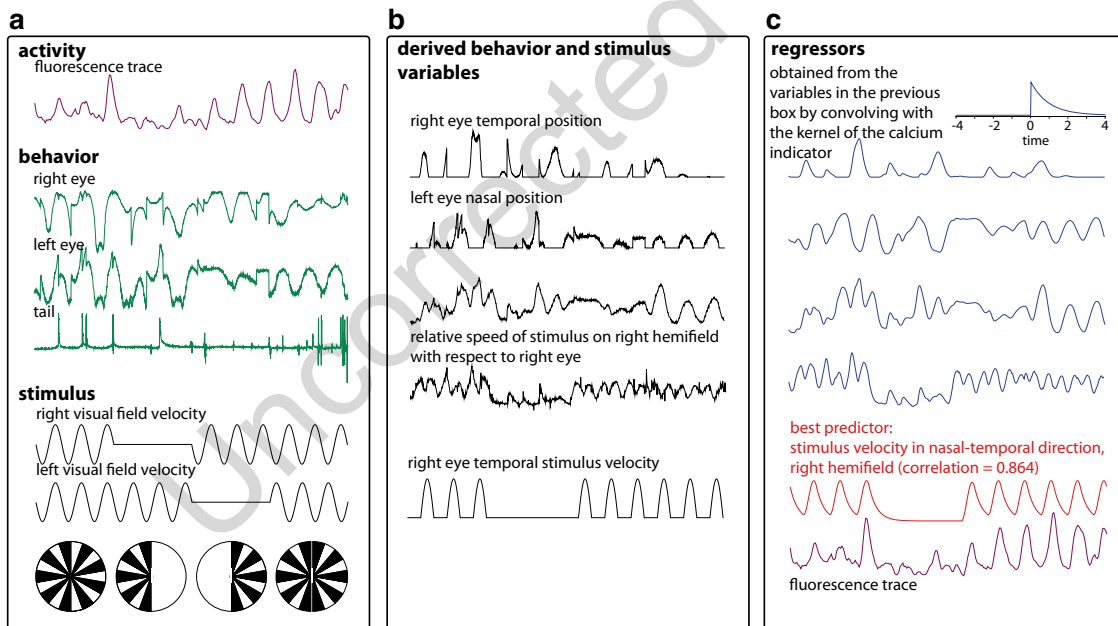 a
activity
fluorescence trace
behavior
right eye
left eye
tail
stimulus
right visual field velocity
left visual field velocity
b
derived behavior and stimulus
variables
right eye temporal position
left eye nasal position
relative speed of stimulus on right hemifield
with respect to right eye
right eye temporal stimulus velocity
c
regressors
obtained from the
variables in the previous
box by convolving with
the kernel of the calcium
indicator
-4 -2 0 2 4
time
best predictor:
stimulus velocity in nasal-temporal direction,
right hemifield (correlation = 0.864)
fluorescence trace
Uncorrected